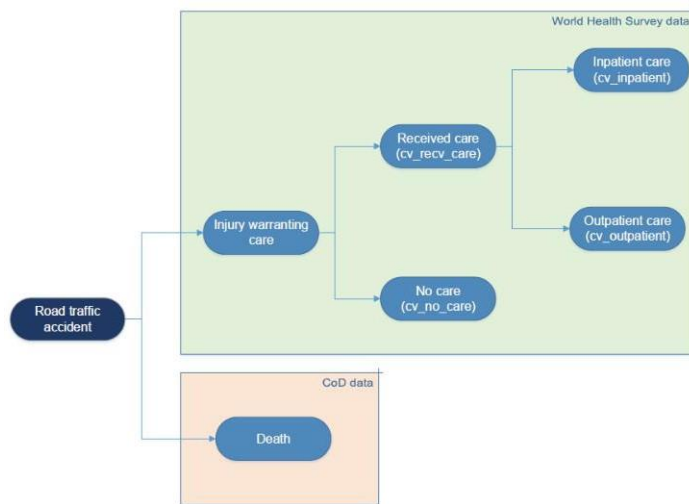 World Health Survey data
Inpatient care
(cv_inpatient)
Received care
(cv_recv_care)
Injury warranting
care
Outpatient care
(cv_outpatient)
No care
(cv_no_care)
Road traffic
accident
CoD data
Death